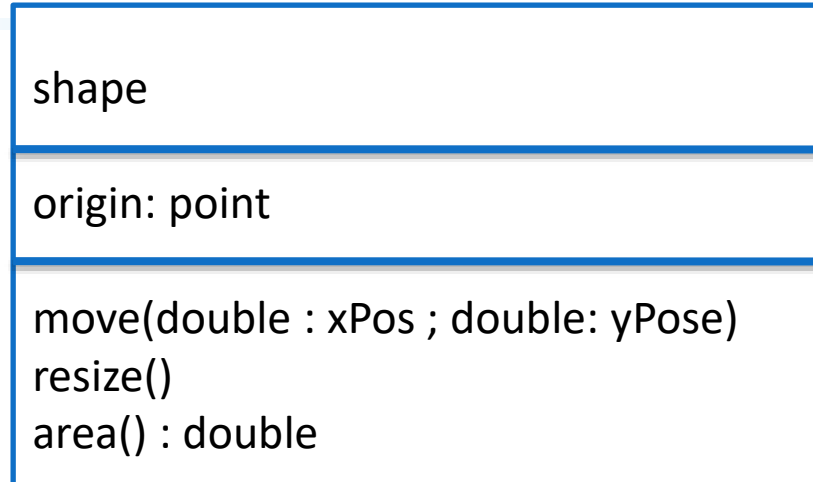 shape
origin: point
move(double : xPos ; double: yPose)
resize()
area() : double